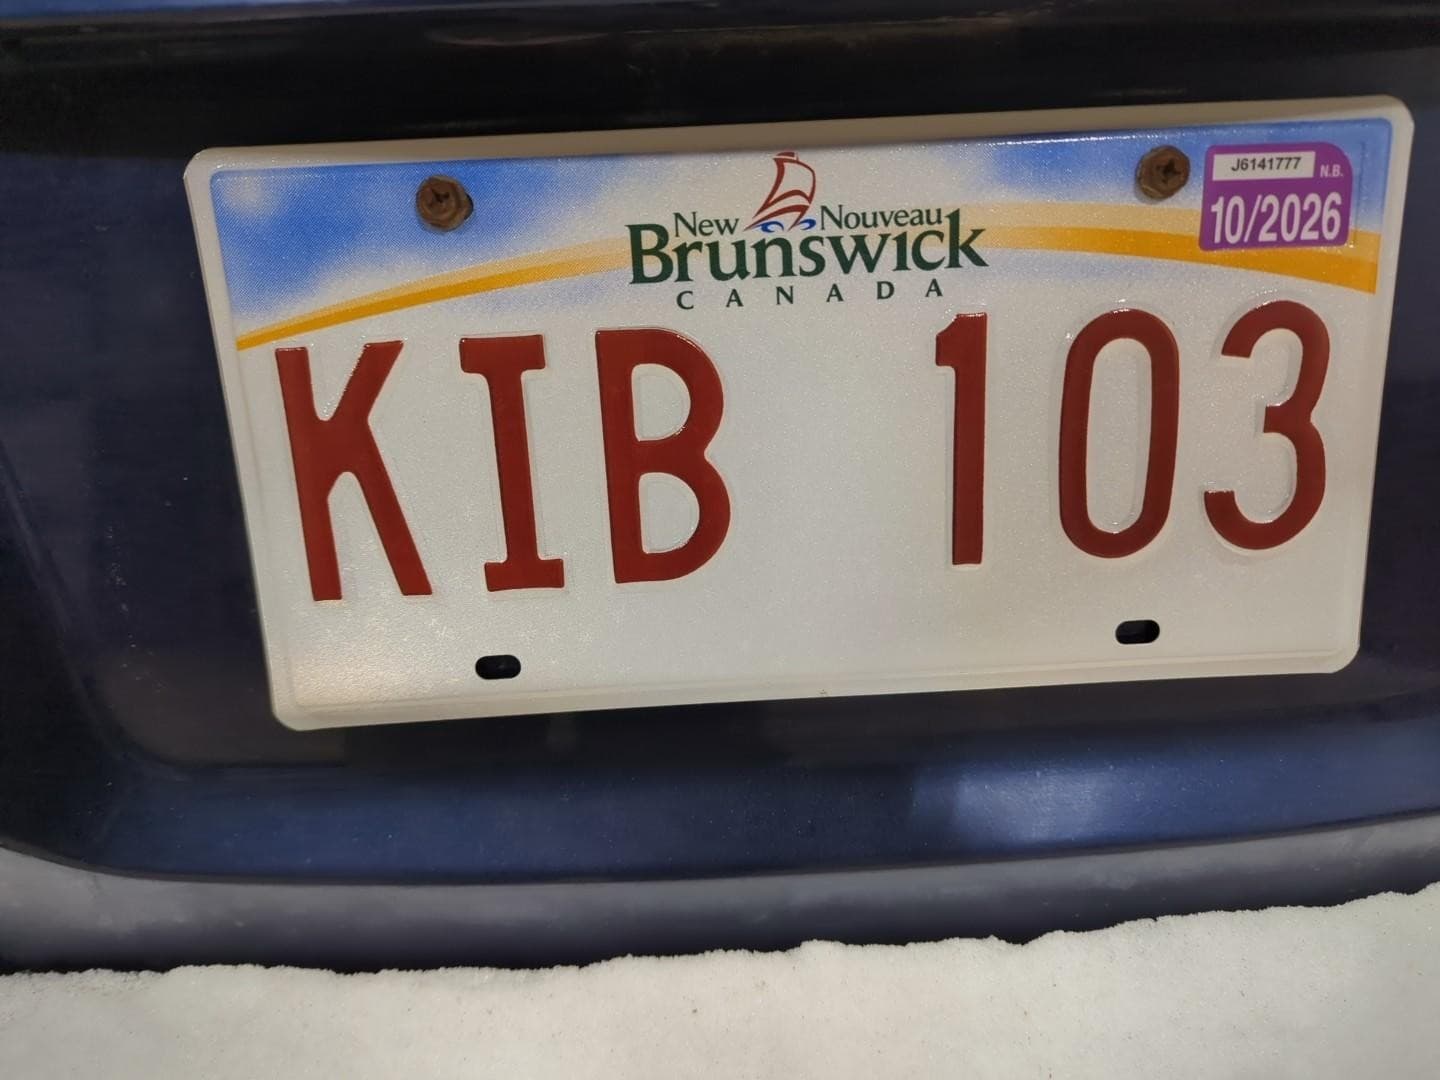 J6141777 N.B.
10/2026
New Nouveau
Brunswick
CANADA
KIB 103